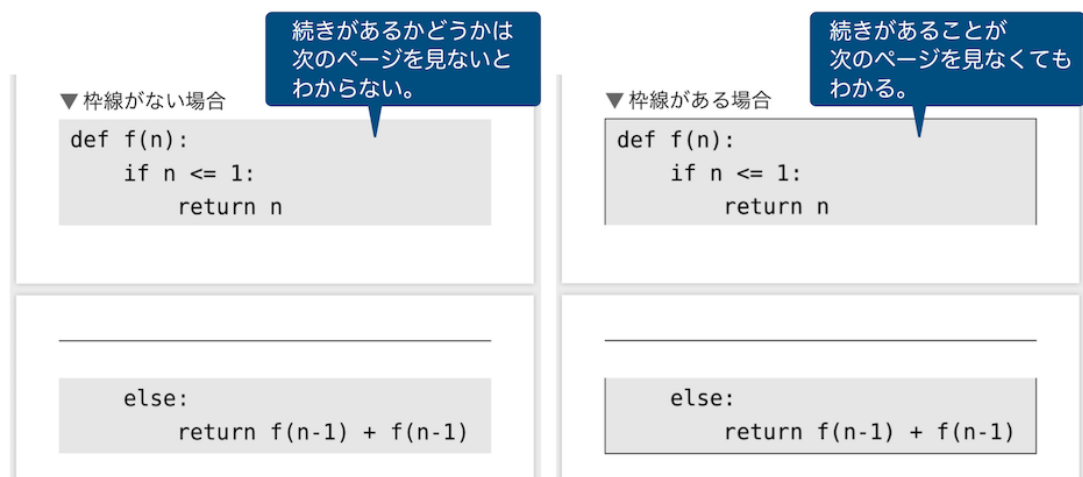 続きがあるかどうかは
次のページを見ないと
わからない。
▼枠線がない場合
def f(n):
    if n <= 1:
        return n
    else:
        return f(n-1) + f(n-1)
続きがあることが
次のページを見なくても
わかる。
▼枠線がある場合
def f(n):
    if n <= 1:
        return n
    else:
        return f(n-1) + f(n-1)